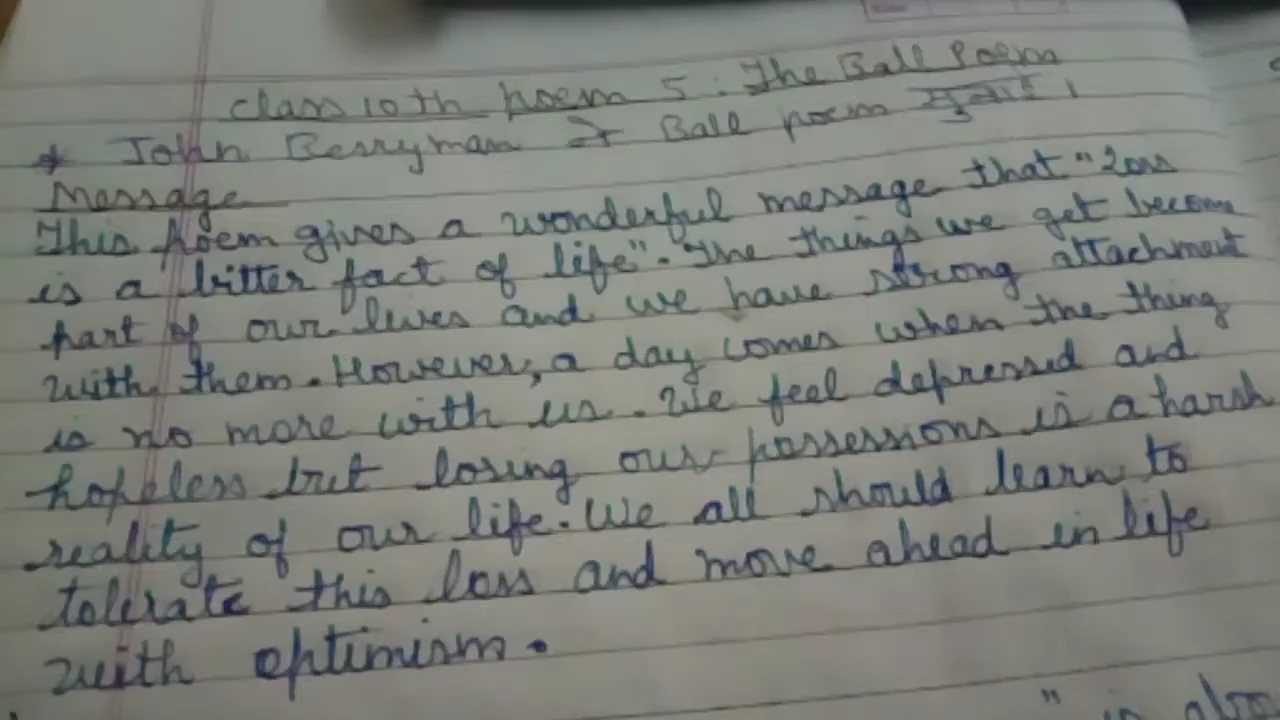 class 10th poem 5. The Ball Poem
* John Berryman ने Ball poem सुनाई।
Message
This poem gives a wonderful message that "Loss
is a bitter fact of life". The things we get become
part of our lives and we have strong attachment
with them. However, a day comes when the thing
is no more with us. We feel depressed and
hopeless but losing our possessions is a harsh
reality of our life. We all should learn to
tolerate this loss and move ahead in life
with optimism.
" is